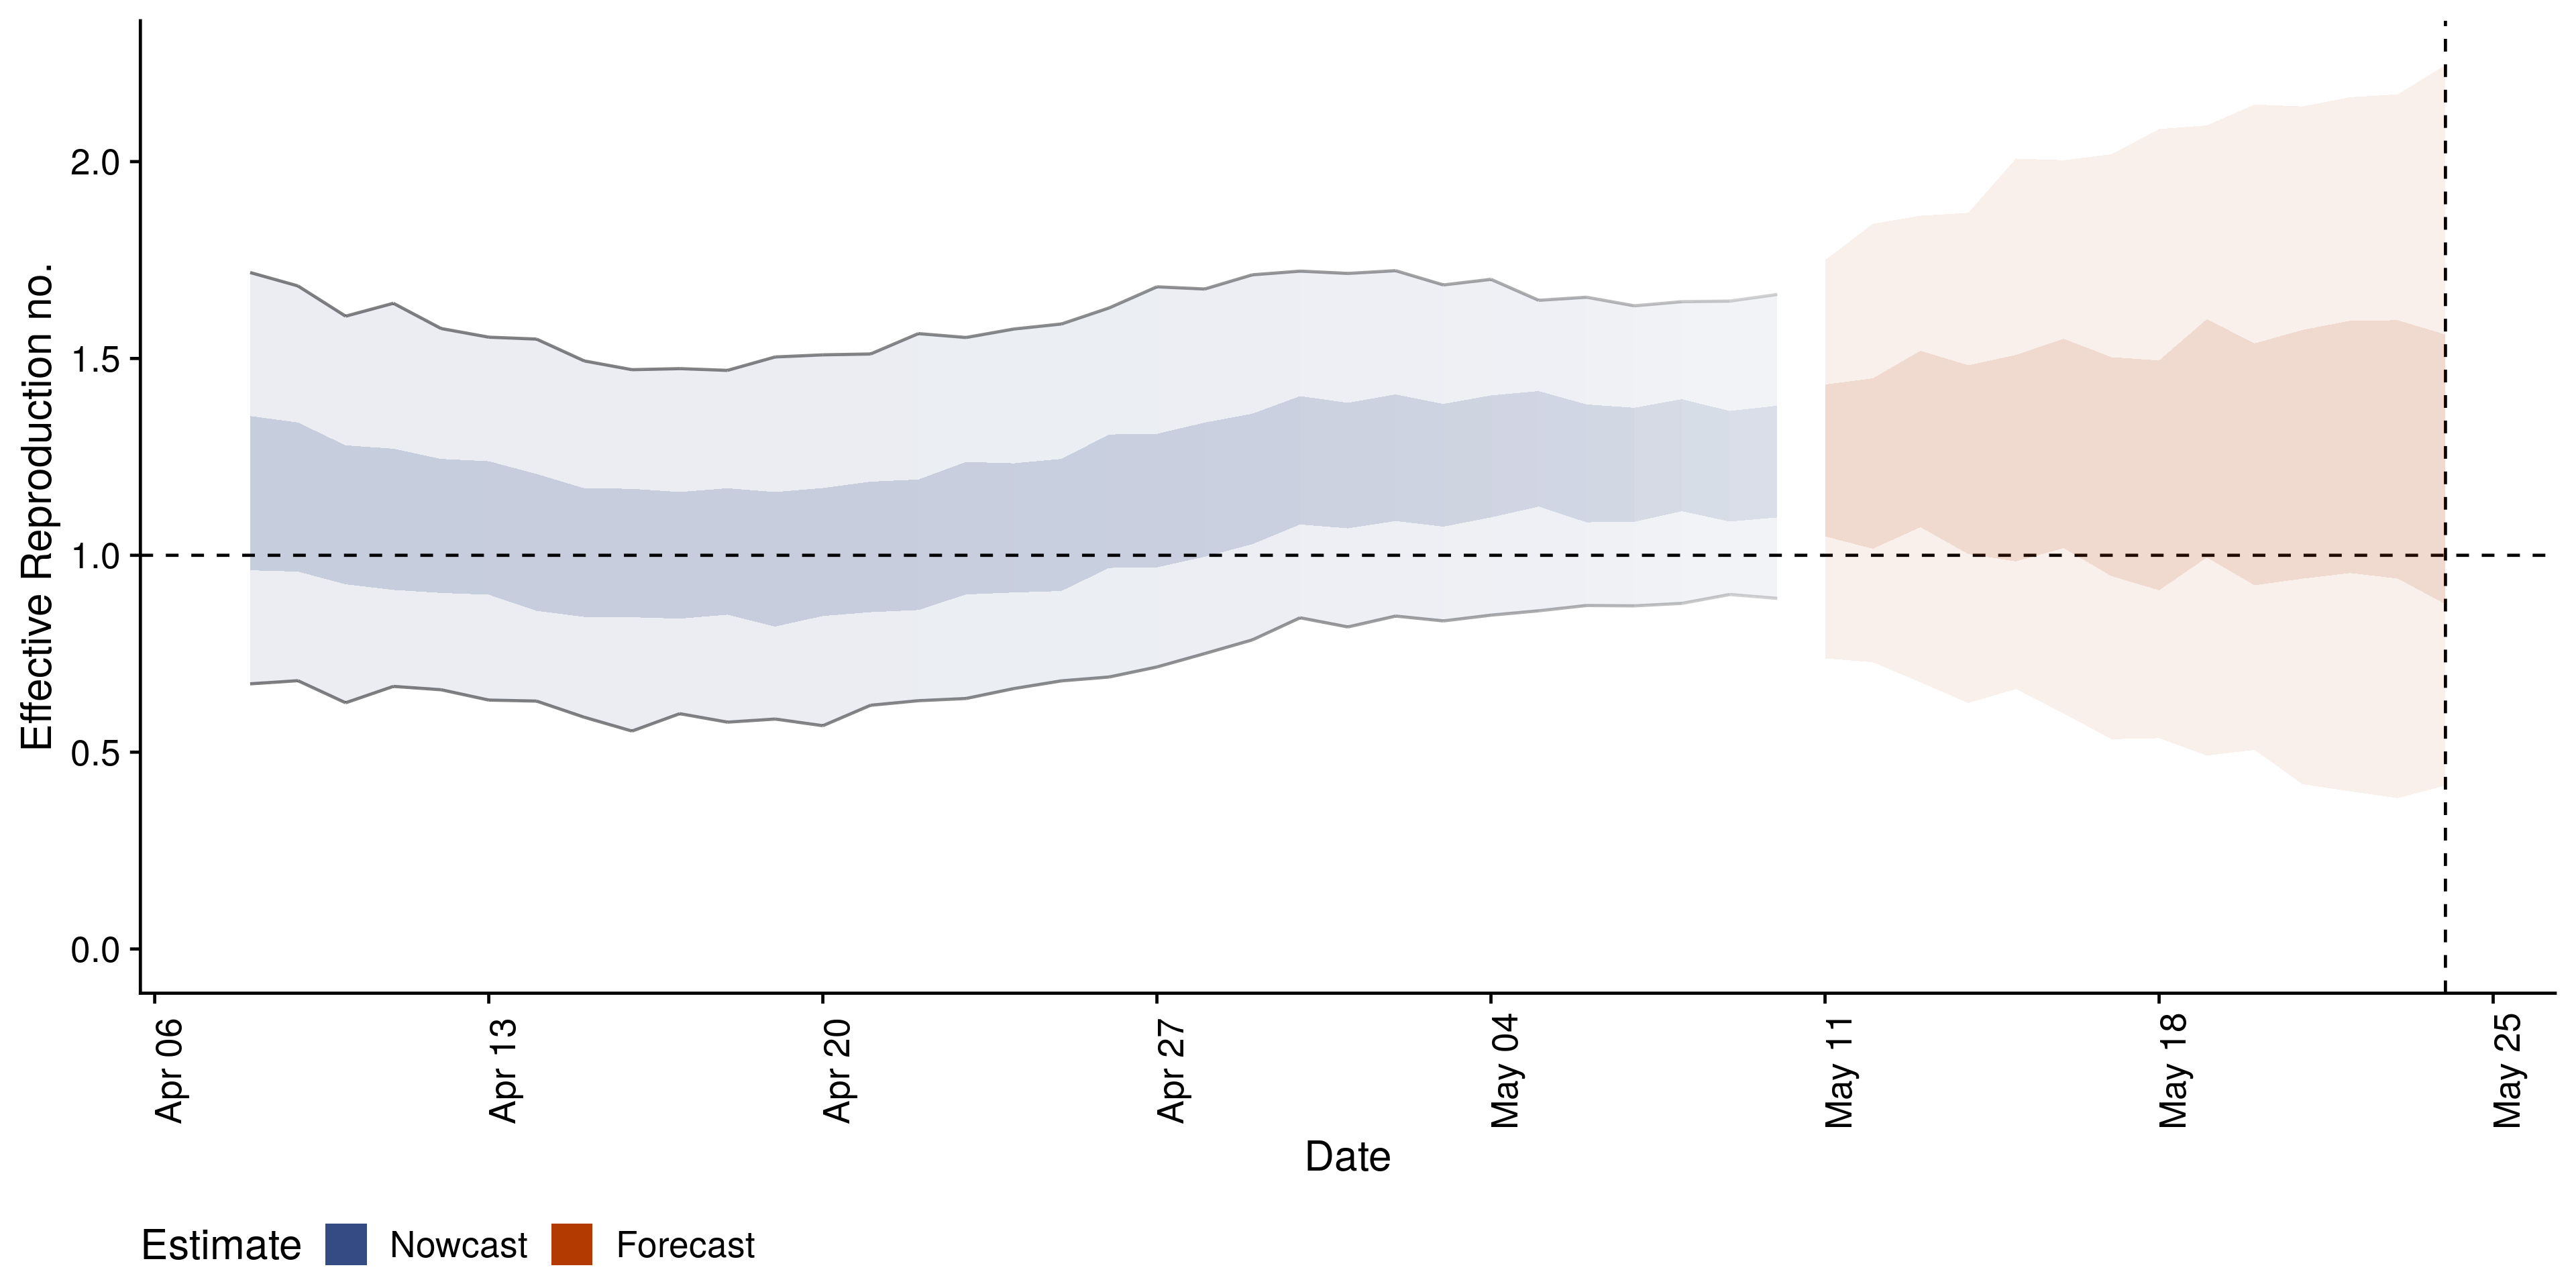 Effective Reproduction no.
2.0
1.5
1.0
0.5
0.0
Apr 06
Apr 13
Apr 20
Apr 27
May 04
May 11
May 18
May 25
Date
Estimate Nowcast Forecast